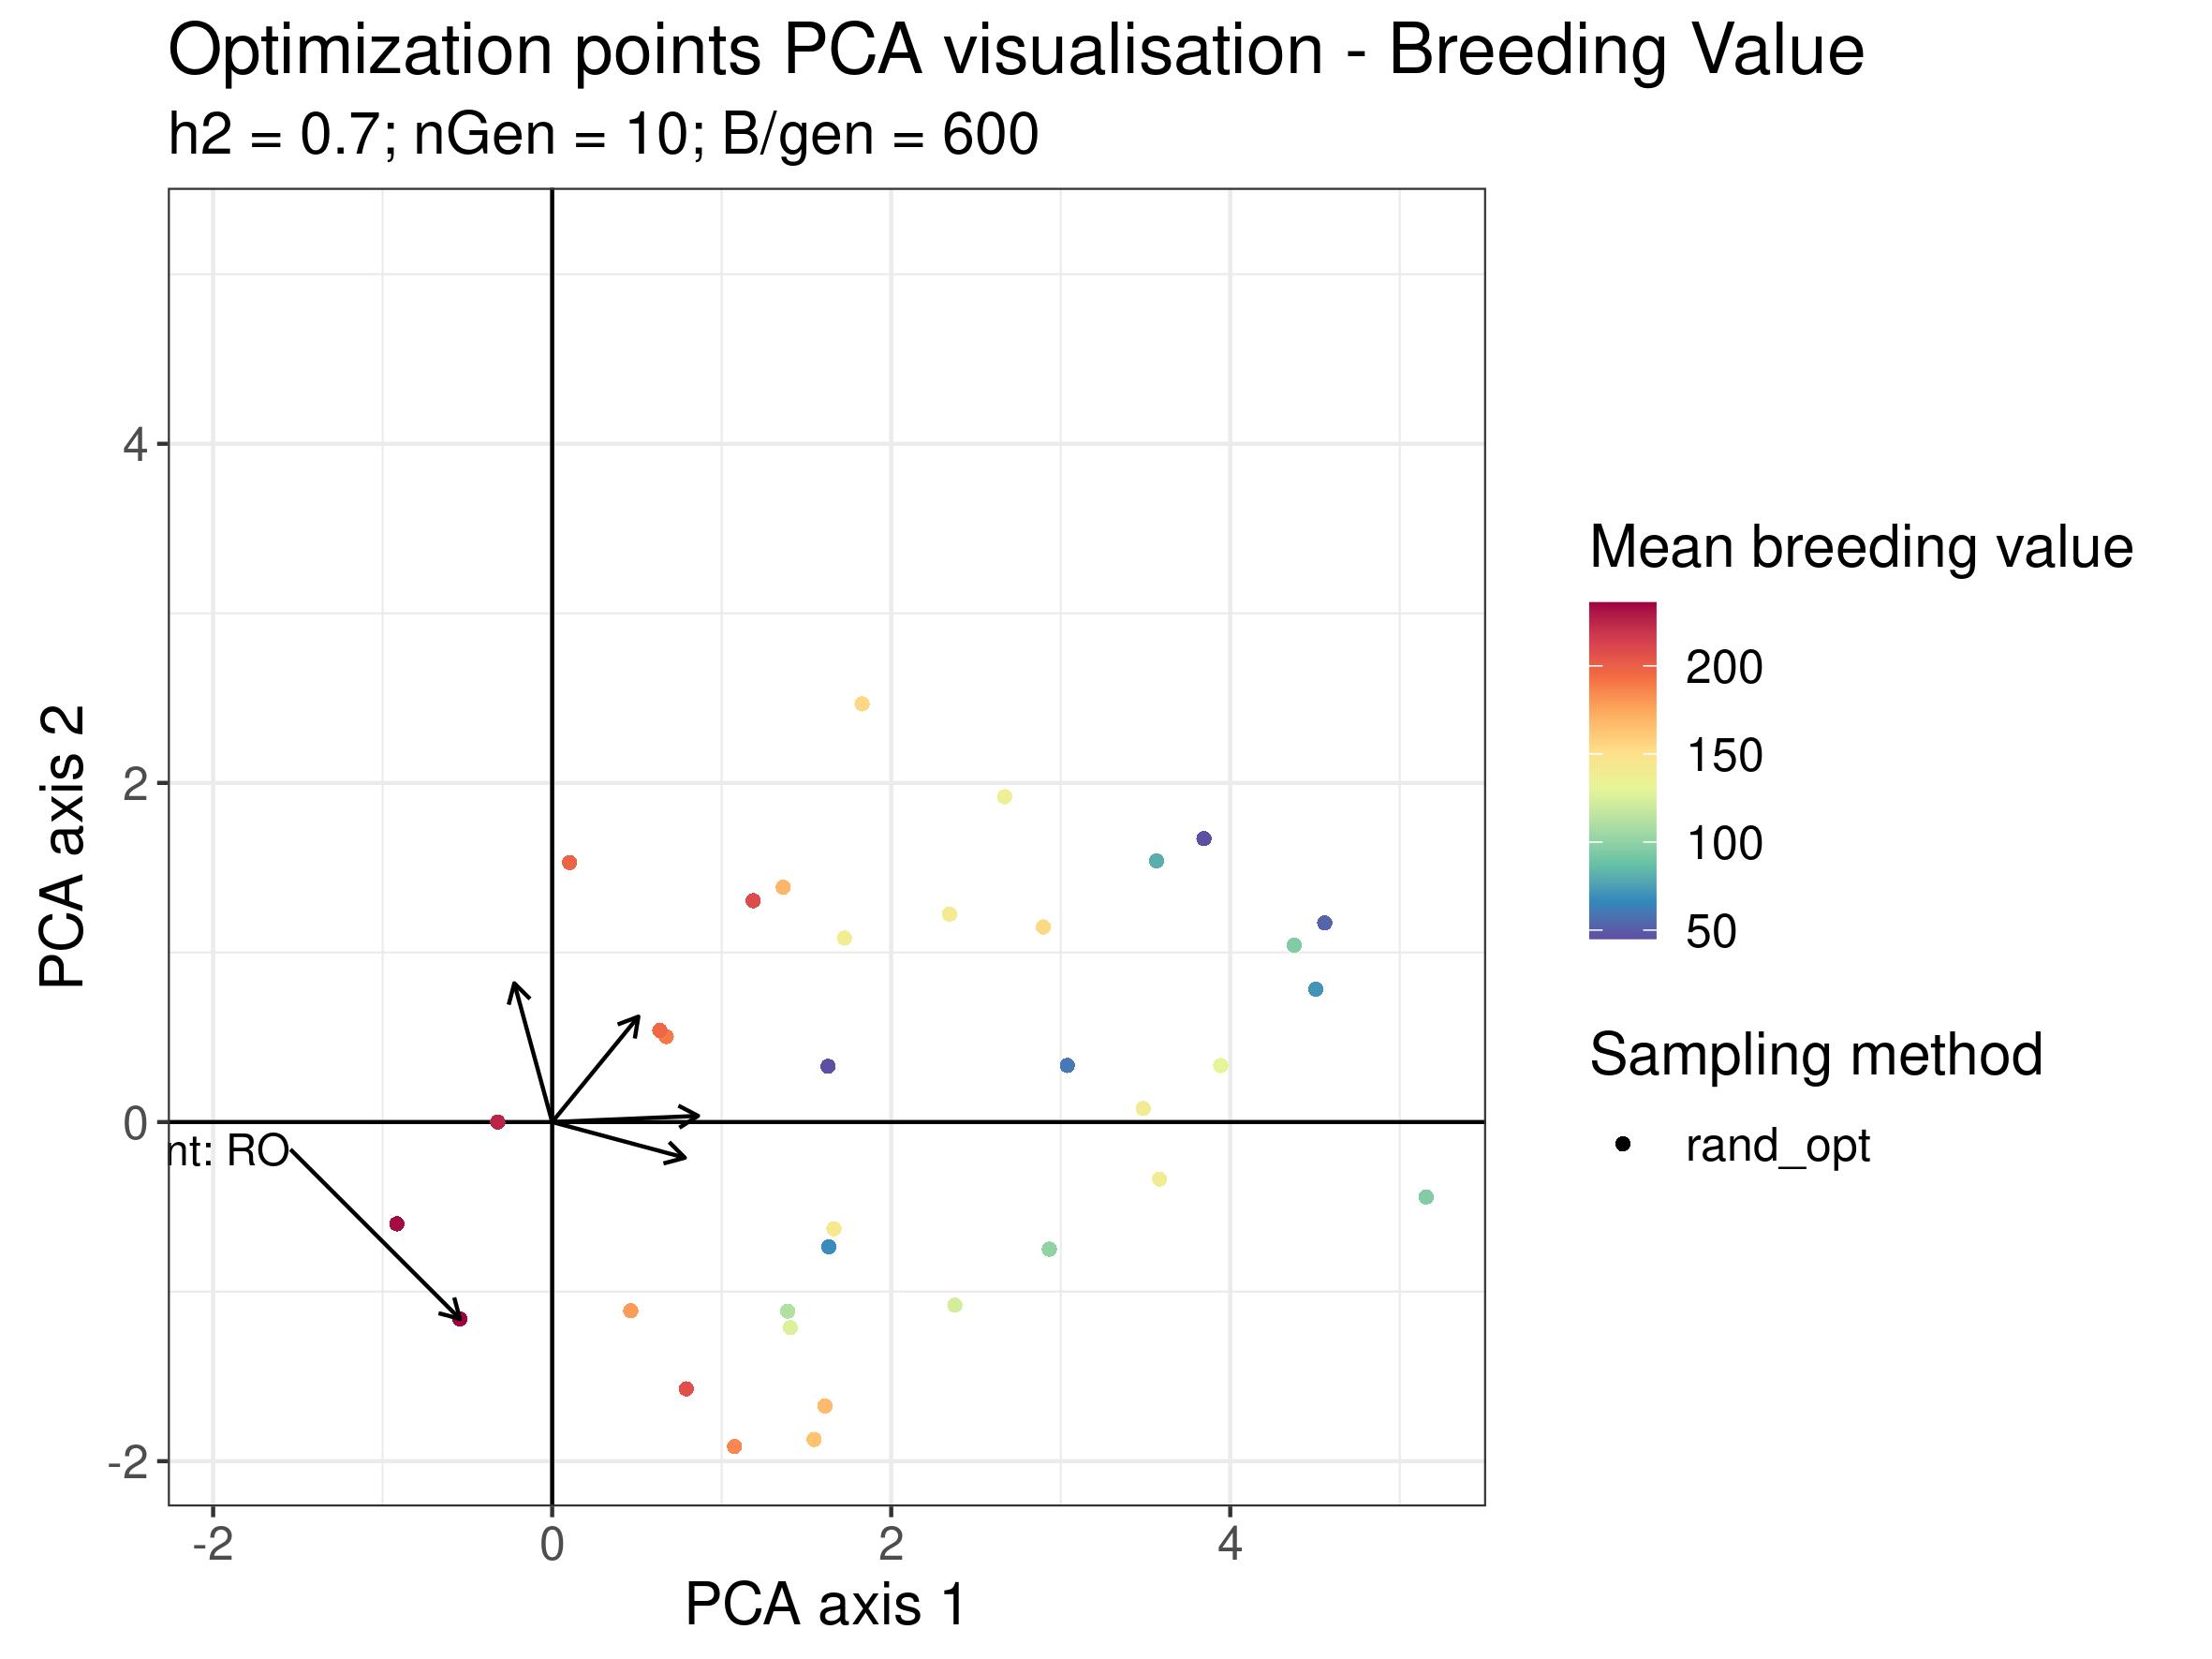 Optimization points PCA visualisation - Breeding Value
h2 = 0.7; nGen = 10; B/gen = 600
PCA axis 2
4
2
0
-2
nt: RO
-2
0
2
4
PCA axis 1
Mean breeding value
200
150
100
50
Sampling method
rand_opt